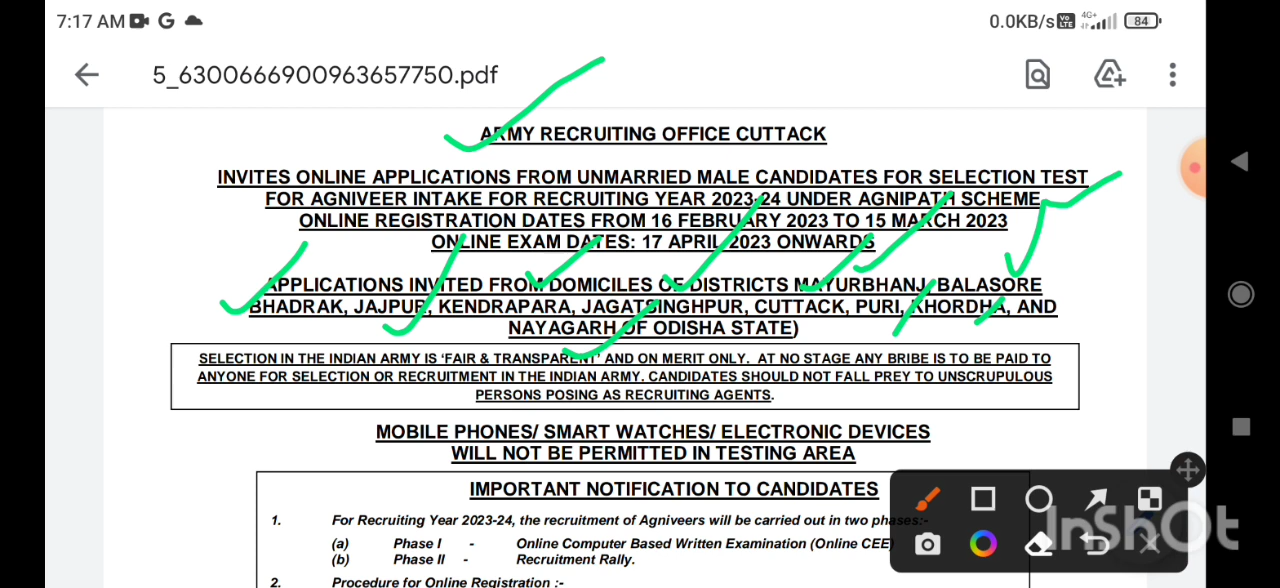 7:17 AM G 0.0KB/s Vo LTE 4G+ 84
5_6300666900963657750.pdf
ARMY RECRUITING OFFICE CUTTACK
INVITES ONLINE APPLICATIONS FROM UNMARRIED MALE CANDIDATES FOR SELECTION TEST
FOR AGNIVEER INTAKE FOR RECRUITING YEAR 2023-24 UNDER AGNIPATH SCHEME
ONLINE REGISTRATION DATES FROM 16 FEBRUARY 2023 TO 15 MARCH 2023
ONLINE EXAM DATES: 17 APRIL 2023 ONWARDS
APPLICATIONS INVITED FROM DOMICILES OF DISTRICTS MAYURBHANJ, BALASORE
BHADRAK, JAJPUR, KENDRAPARA, JAGATSINGHPUR, CUTTACK, PURI, KHORDHA, AND
NAYAGARH OF ODISHA STATE)
SELECTION IN THE INDIAN ARMY IS 'FAIR & TRANSPARENT' AND ON MERIT ONLY. AT NO STAGE ANY BRIBE IS TO BE PAID TO
ANYONE FOR SELECTION OR RECRUITMENT IN THE INDIAN ARMY. CANDIDATES SHOULD NOT FALL PREY TO UNSCRUPULOUS
PERSONS POSING AS RECRUITING AGENTS.
MOBILE PHONES/ SMART WATCHES/ ELECTRONIC DEVICES
WILL NOT BE PERMITTED IN TESTING AREA
IMPORTANT NOTIFICATION TO CANDIDATES
1. For Recruiting Year 2023-24, the recruitment of Agniveers will be carried out in two phases:-
(a) Phase I - Online Computer Based Written Examination (Online CEE)
(b) Phase II - Recruitment Rally.
2. Procedure for Online Registration :-
InShOt